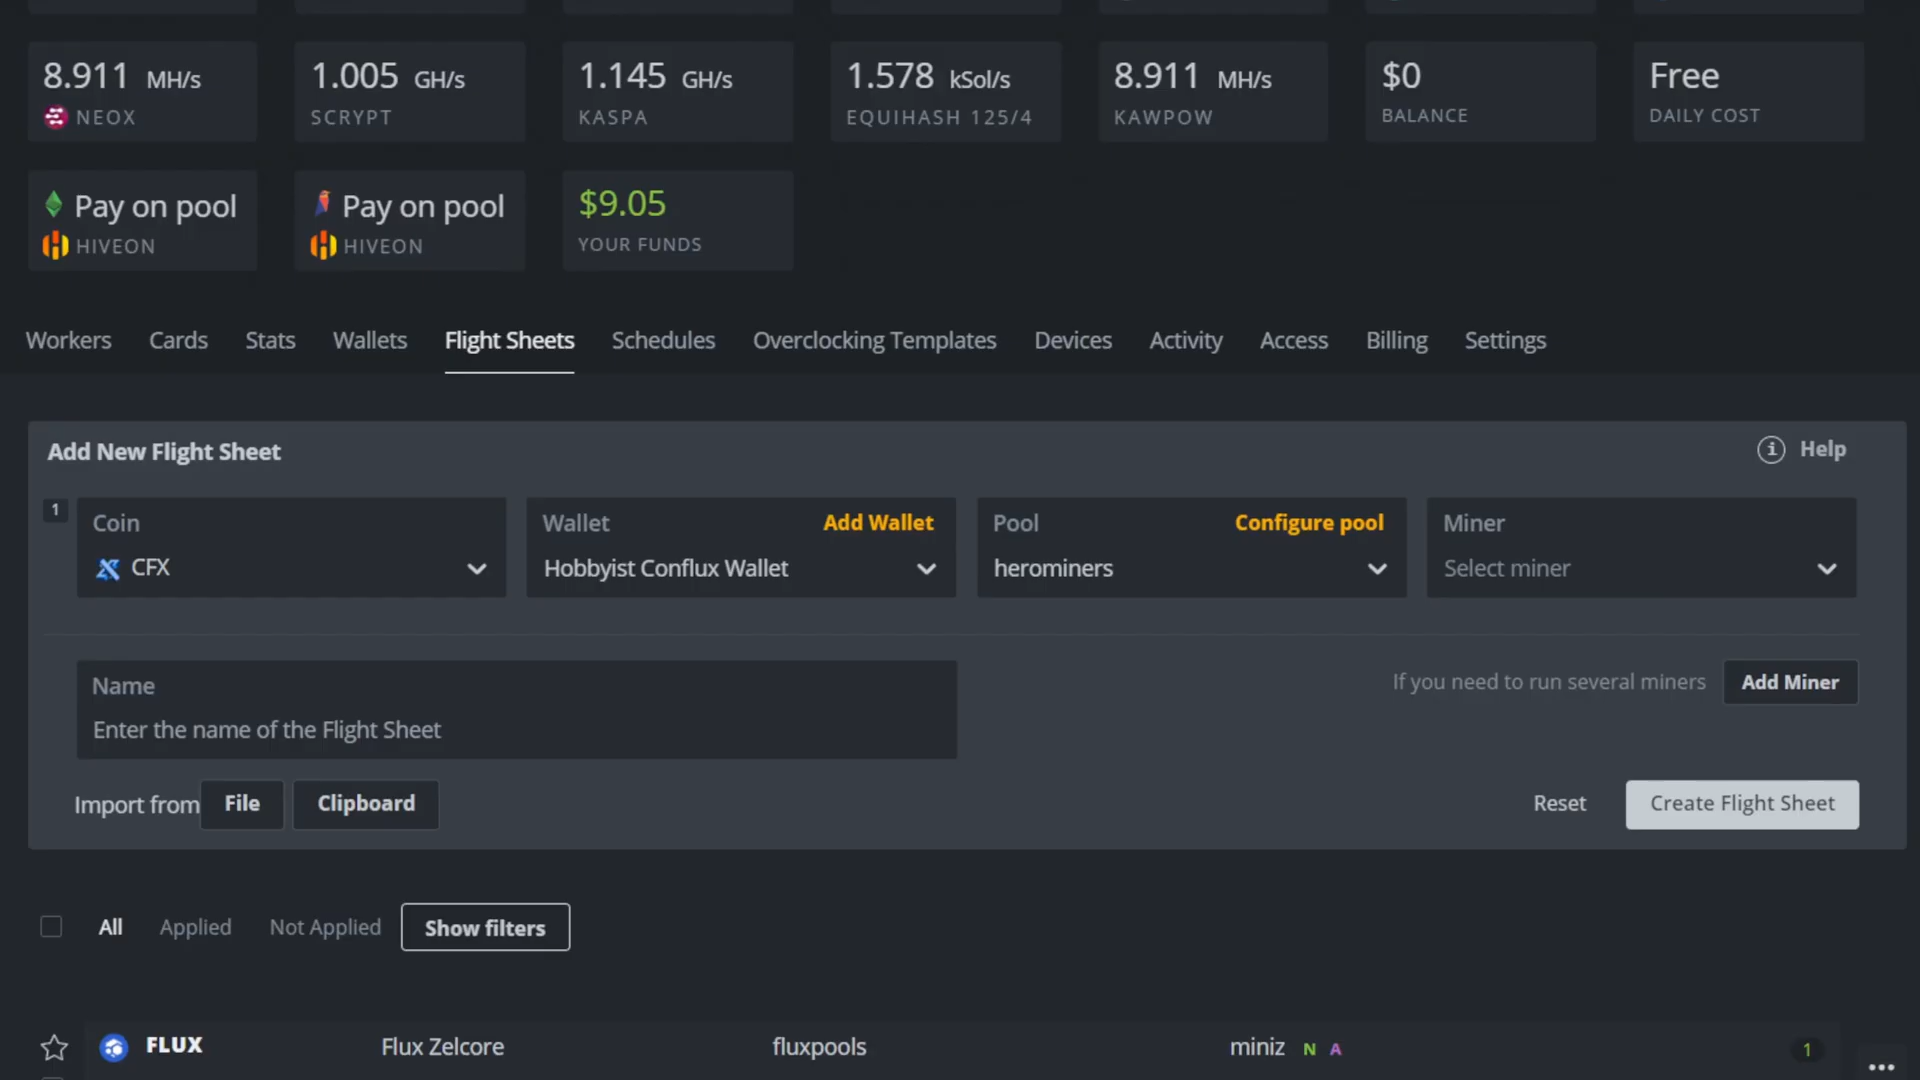 8.911 MH/s
NEOX
1.005 GH/s
SCRYPT
1.145 GH/s
KASPA
1.578 kSol/s
EQUIHASH 125/4
8.911 MH/s
KAWPOW
$0
BALANCE
Free
DAILY COST
Pay on pool
HIVEON
Pay on pool
HIVEON
$9.05
YOUR FUNDS
Workers Cards Stats Wallets Flight Sheets Schedules Overclocking Templates Devices Activity Access Billing Settings
Add New Flight Sheet
Help
1
Coin
CFX
Wallet Add Wallet
Hobbyist Conflux Wallet
Pool Configure pool
herominers
Miner
Select miner
Name
Enter the name of the Flight Sheet
If you need to run several miners Add Miner
Import from File Clipboard
Reset Create Flight Sheet
All Applied Not Applied Show filters
FLUX Flux Zelcore fluxpools miniz N A 1